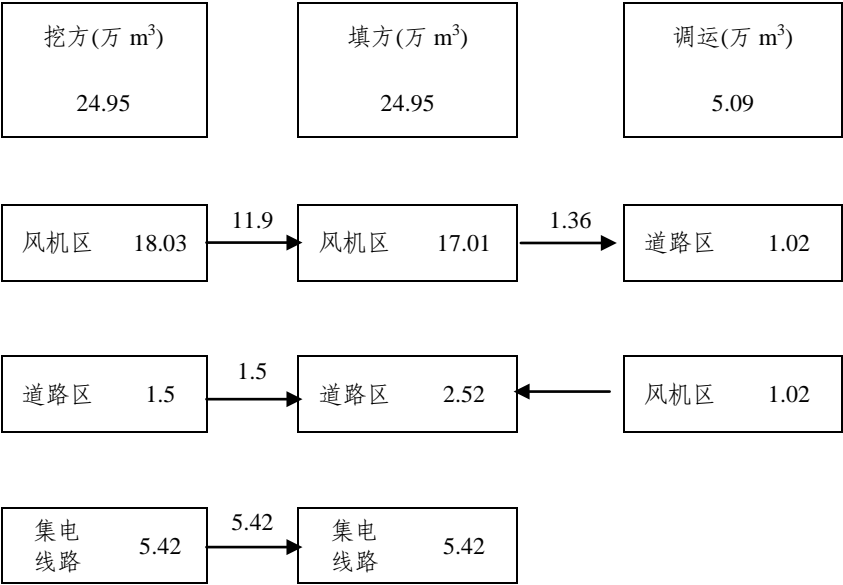 挖方(万 m³) 填方(万 m³) 调运(万 m³)
24.95 24.95 5.09
11.9 1.36
风机区 18.03 风机区 17.01 道路区 1.02
1.5
道路区 1.5 道路区 2.52 风机区 1.02
5.42
集电线路 5.42 集电线路 5.42